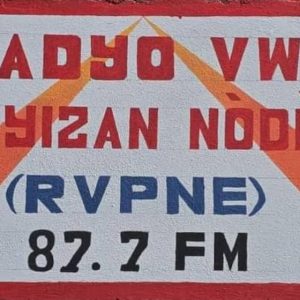 ADYO VW
YIZAN NÒD
(RVPNE)
87.7 FM